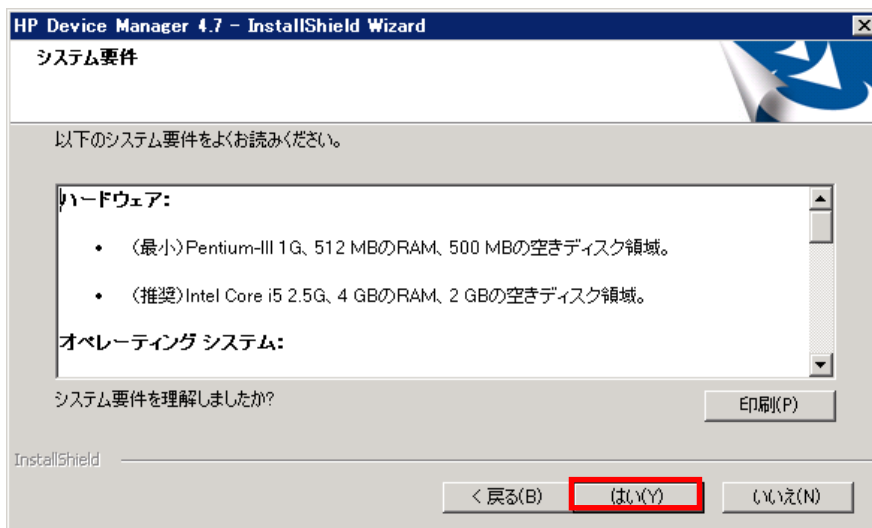 HP Device Manager 4.7 - InstallShield Wizard
システム要件
以下のシステム要件をよくお読みください。
ハードウェア:
• (最小)Pentium-III 1G、512 MBのRAM、500 MBの空きディスク領域。
• (推奨)Intel Core i5 2.5G、4 GBのRAM、2 GBの空きディスク領域。
オペレーティング システム:
システム要件を理解しましたか?
印刷(P)
InstallShield
< 戻る(B)
はい(Y)
いいえ(N)